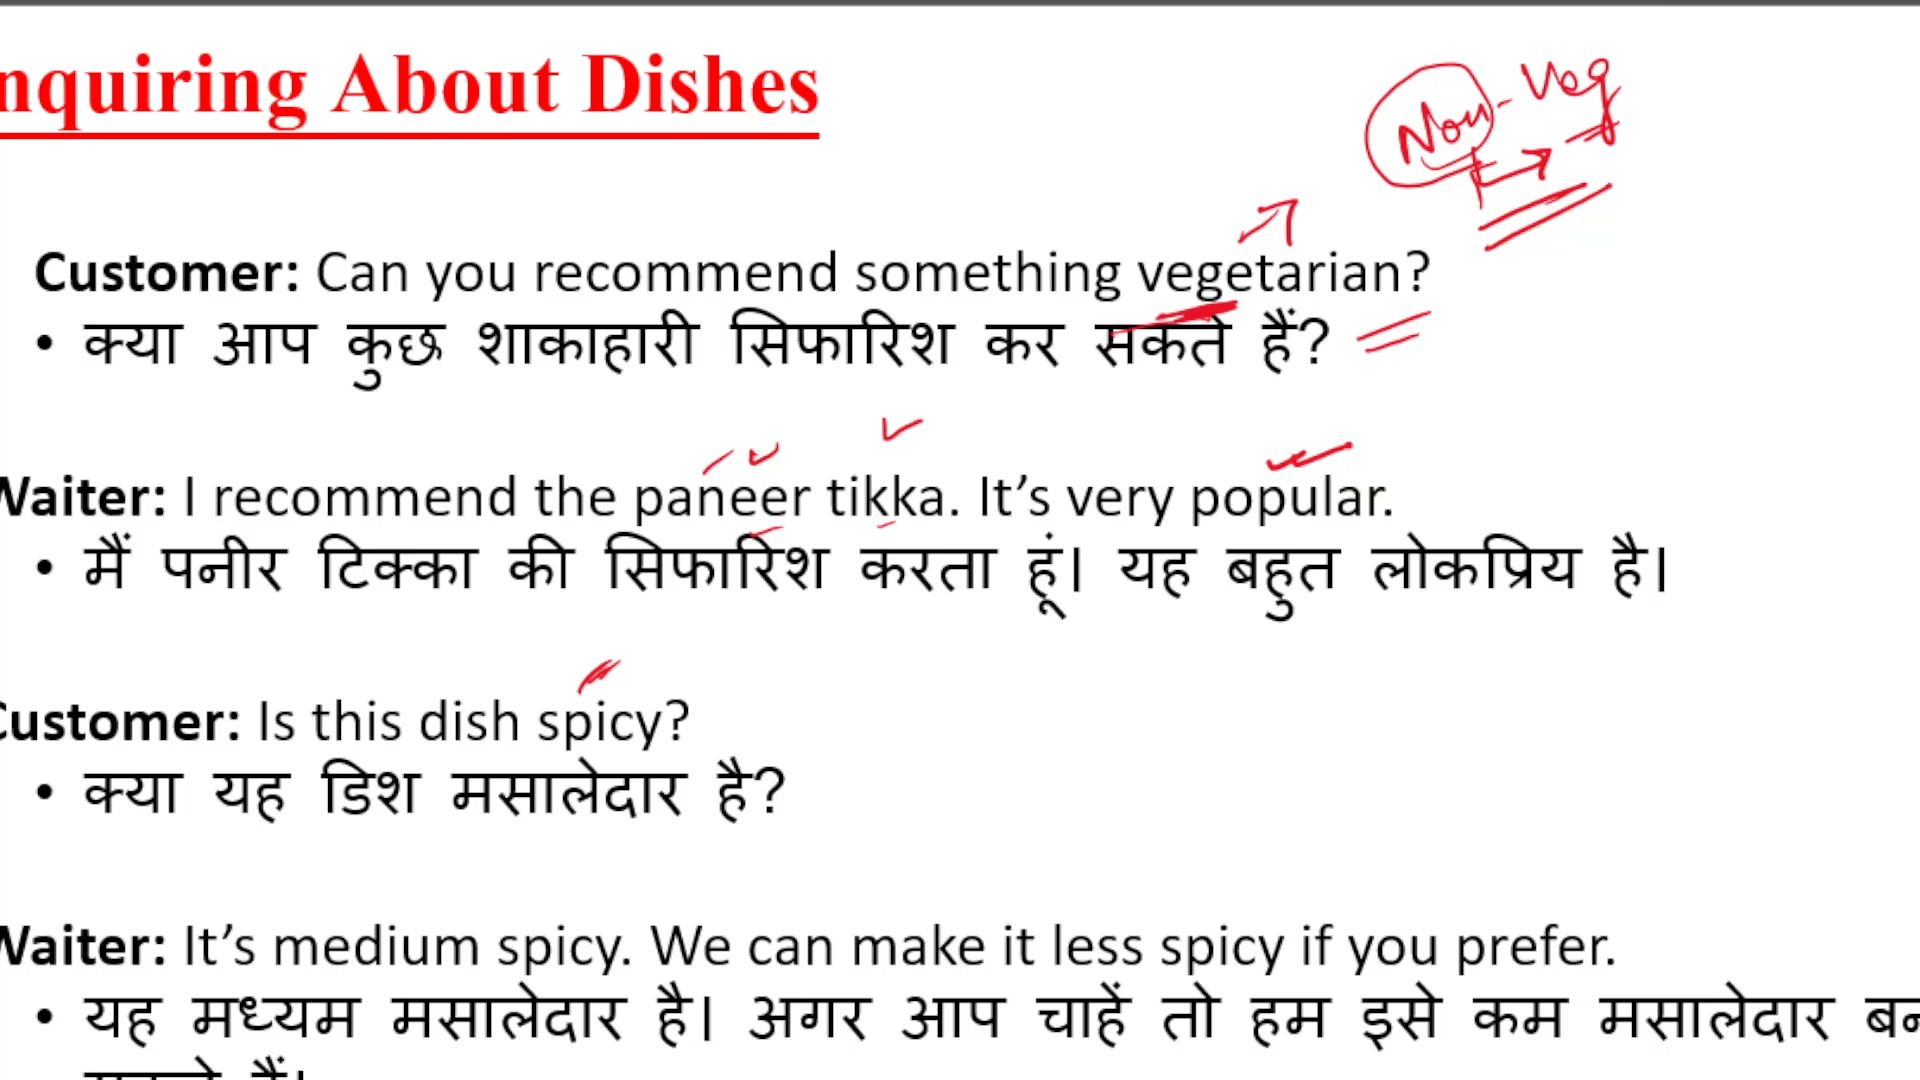 nquiring About Dishes
Non-Veg
Customer: Can you recommend something vegetarian?
• क्या आप कुछ शाकाहारी सिफारिश कर सकते हैं?
Waiter: I recommend the paneer tikka. It’s very popular.
• मैं पनीर टिक्का की सिफारिश करता हूं। यह बहुत लोकप्रिय है।
Customer: Is this dish spicy?
• क्या यह डिश मसालेदार है?
Waiter: It’s medium spicy. We can make it less spicy if you prefer.
• यह मध्यम मसालेदार है। अगर आप चाहें तो हम इसे कम मसालेदार
हैं।